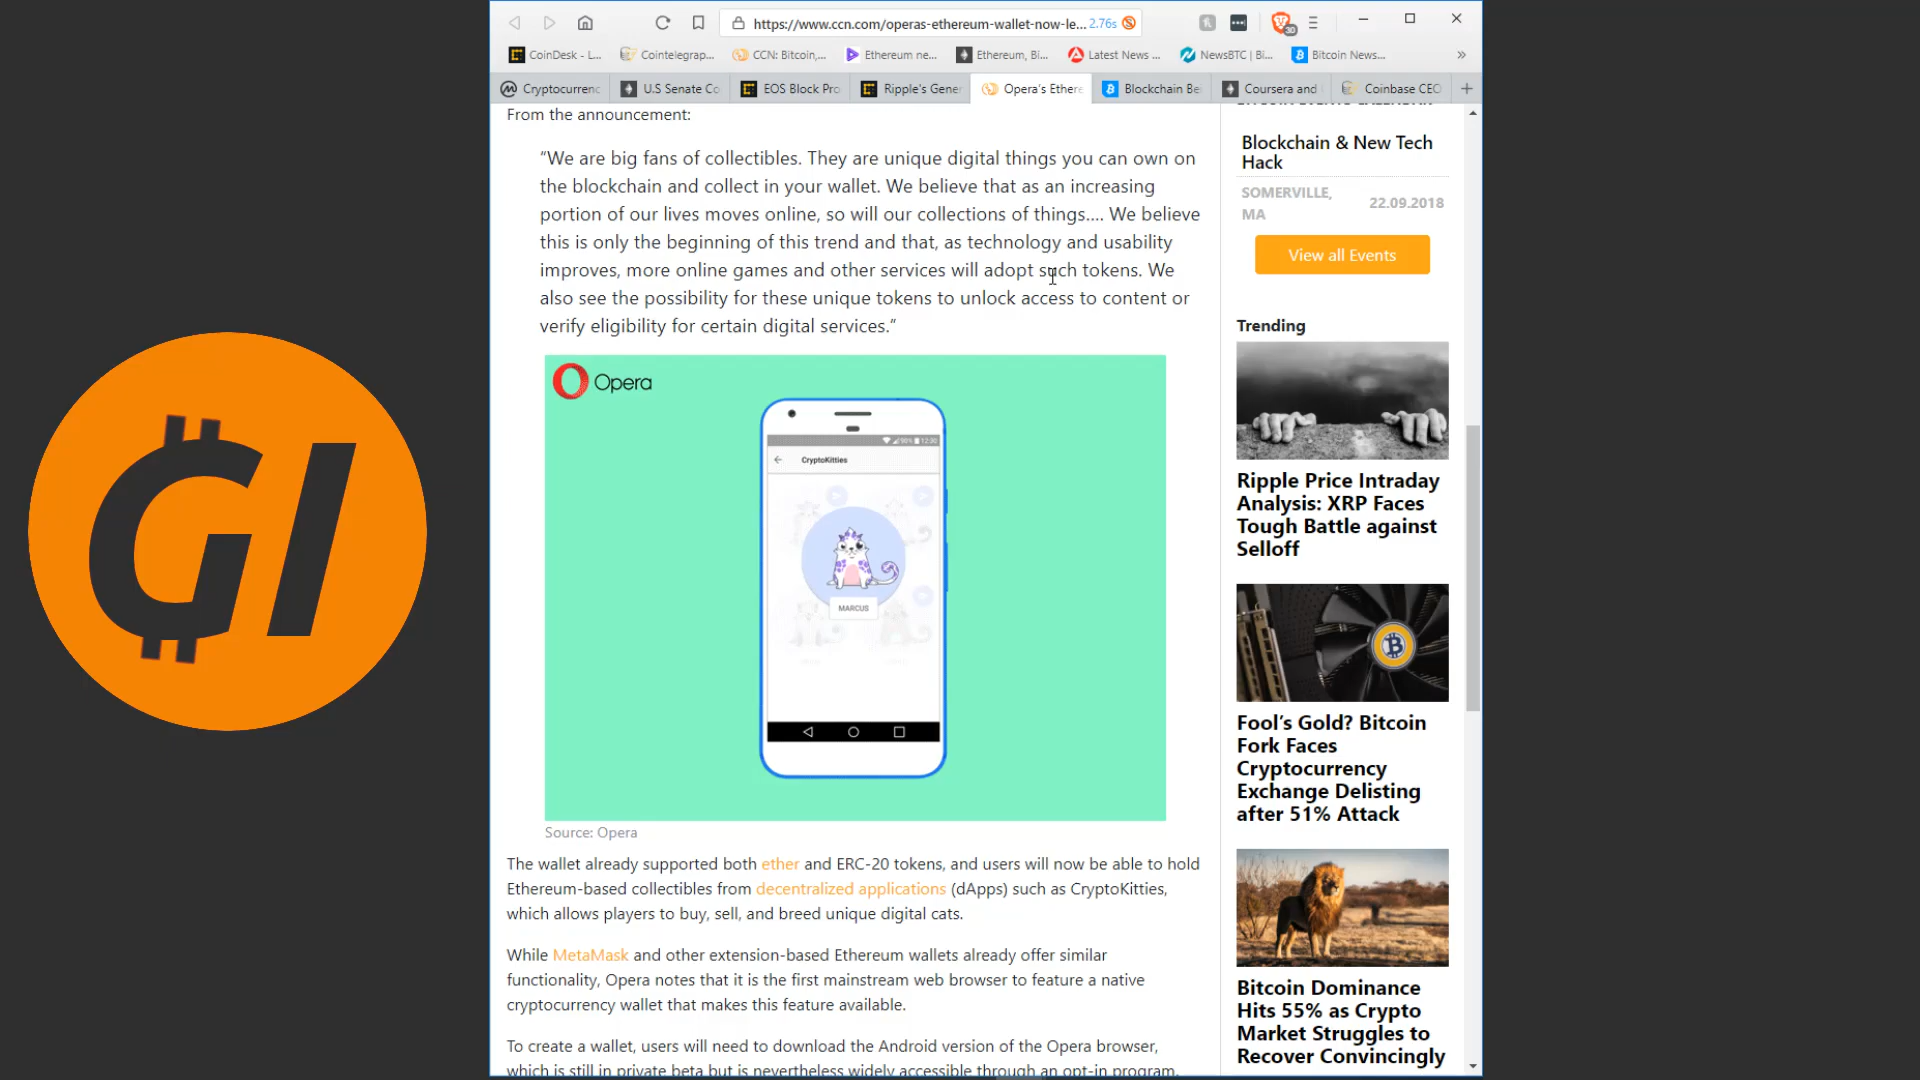 https://www.ccn.com/operas-ethereum-wallet-now-le... 2.76s
30
CoinDesk - L...
Cointelegrap...
CCN: Bitcoin,...
Ethereum ne...
Ethereum, Bi...
Latest News ...
NewsBTC | Bi...
Bitcoin News...
Cryptocurrenc
U.S Senate Co
EOS Block Pro
Ripple's Gene
Opera's Ethere
Blockchain Be
Coursera and
Coinbase CEO
From the announcement:
“We are big fans of collectibles. They are unique digital things you can own on
the blockchain and collect in your wallet. We believe that as an increasing
portion of our lives moves online, so will our collections of things…. We believe
this is only the beginning of this trend and that, as technology and usability
improves, more online games and other services will adopt such tokens. We
also see the possibility for these unique tokens to unlock access to content or
verify eligibility for certain digital services.”
Opera
90% 12:30
CryptoKitties
MARCUS
Source: Opera
The wallet already supported both ether and ERC-20 tokens, and users will now be able to hold
Ethereum-based collectibles from decentralized applications (dApps) such as CryptoKitties,
which allows players to buy, sell, and breed unique digital cats.
While MetaMask and other extension-based Ethereum wallets already offer similar
functionality, Opera notes that it is the first mainstream web browser to feature a native
cryptocurrency wallet that makes this feature available.
To create a wallet, users will need to download the Android version of the Opera browser,
which is still in private beta but is nevertheless widely accessible through an opt-in program.
BITCOIN EVENTS CALENDAR
Blockchain & New Tech
Hack
SOMERVILLE,
MA
22.09.2018
View all Events
Trending
Ripple Price Intraday
Analysis: XRP Faces
Tough Battle against
Selloff
Fool’s Gold? Bitcoin
Fork Faces
Cryptocurrency
Exchange Delisting
after 51% Attack
Bitcoin Dominance
Hits 55% as Crypto
Market Struggles to
Recover Convincingly
GI